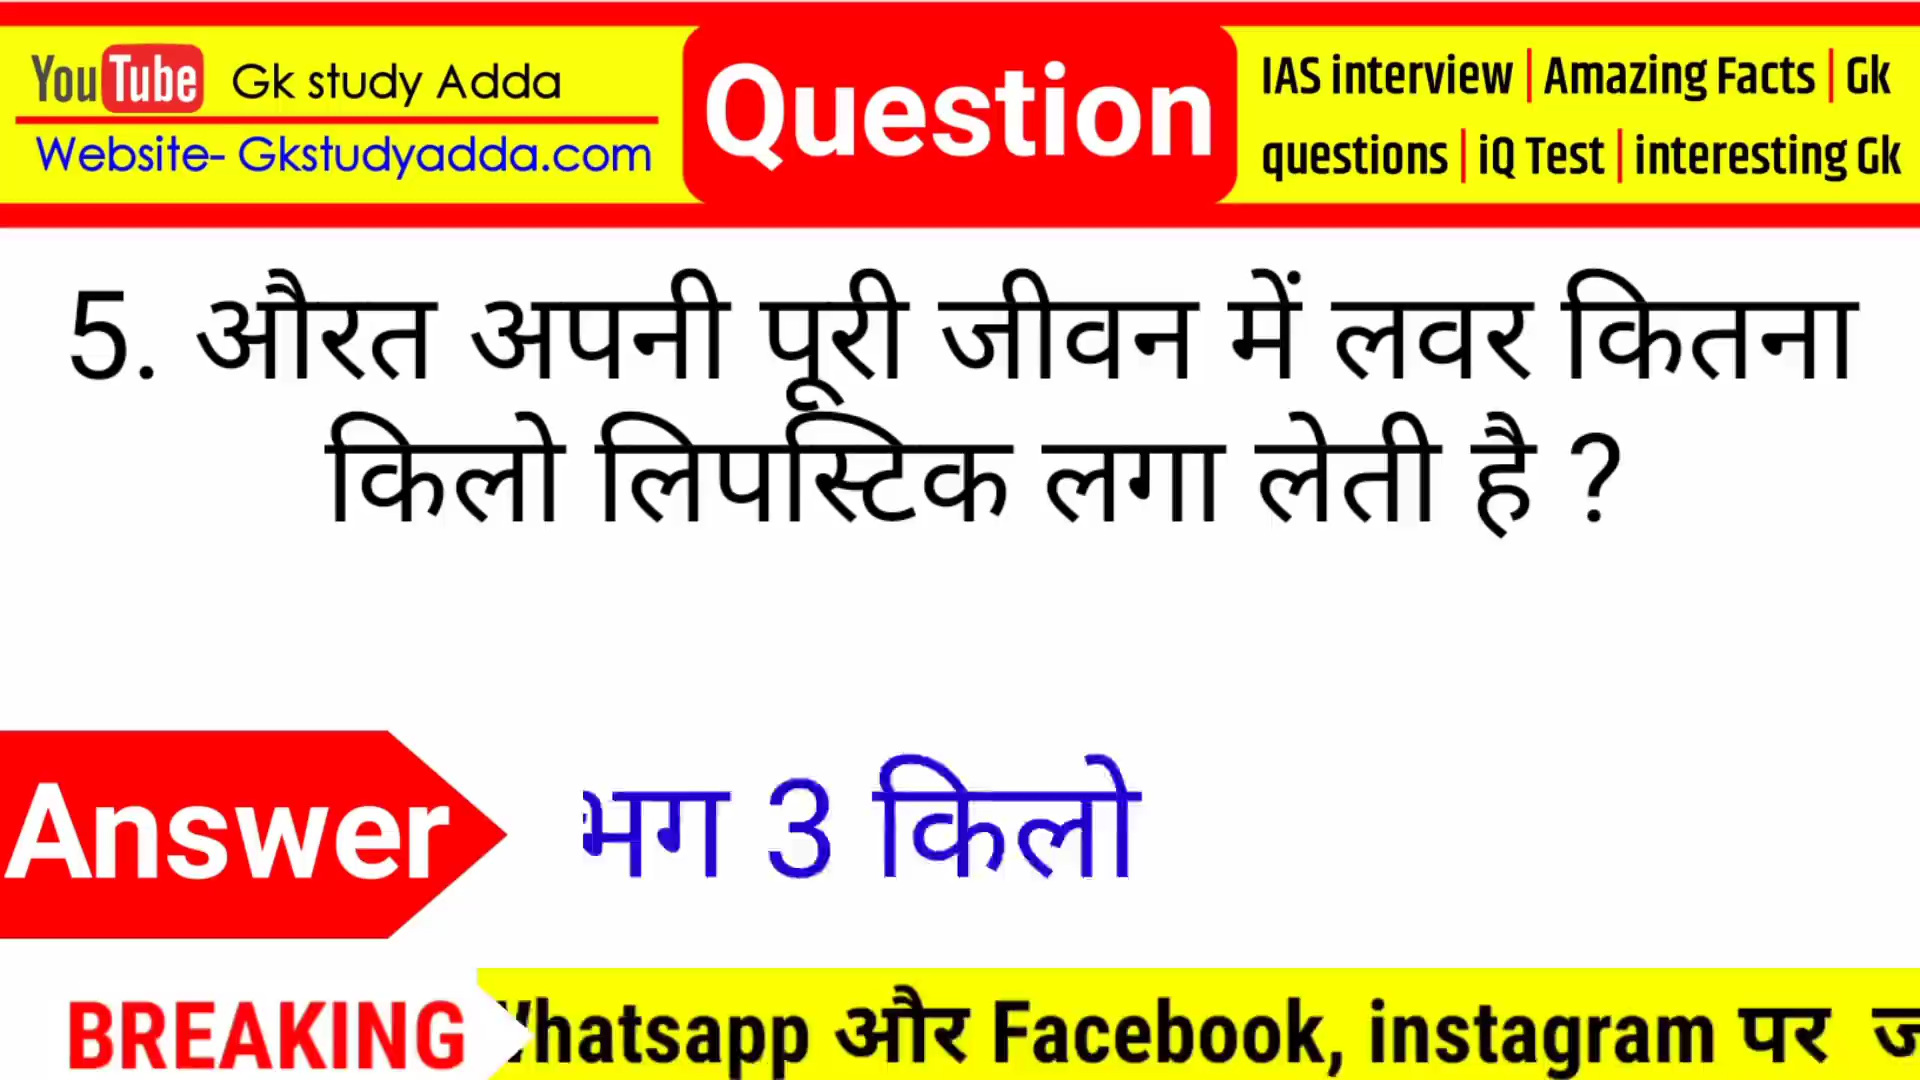 YouTube Gk study Adda
Website- Gkstudyadda.com
Question
IAS interview | Amazing Facts | Gk
questions | iQ Test | interesting Gk
5. औरत अपनी पूरी जीवन में लवर कितना
किलो लिपस्टिक लगा लेती है ?
Answer
भग 3 किलो
BREAKING
Whatsapp और Facebook, instagram पर